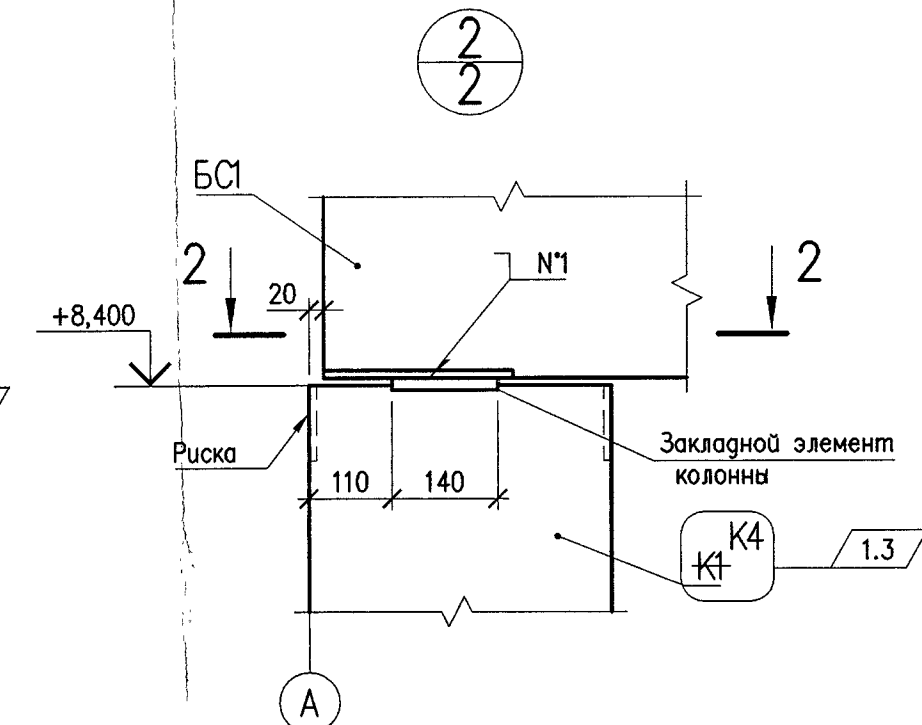 2
2
БС1
2
2
N°1
20
+8,400
Риска
Закладной элемент
колонны
110
140
К4
К1
1.3
А